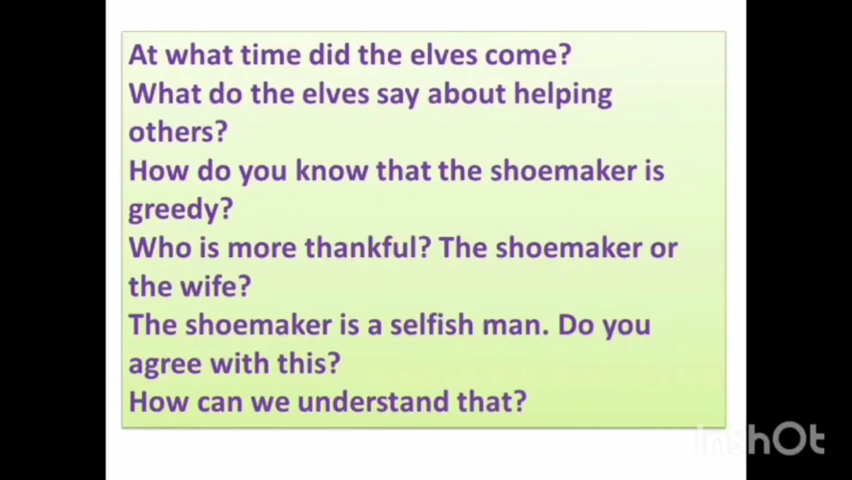 At what time did the elves come?
What do the elves say about helping
others?
How do you know that the shoemaker is
greedy?
Who is more thankful? The shoemaker or
the wife?
The shoemaker is a selfish man. Do you
agree with this?
How can we understand that?
InShOt